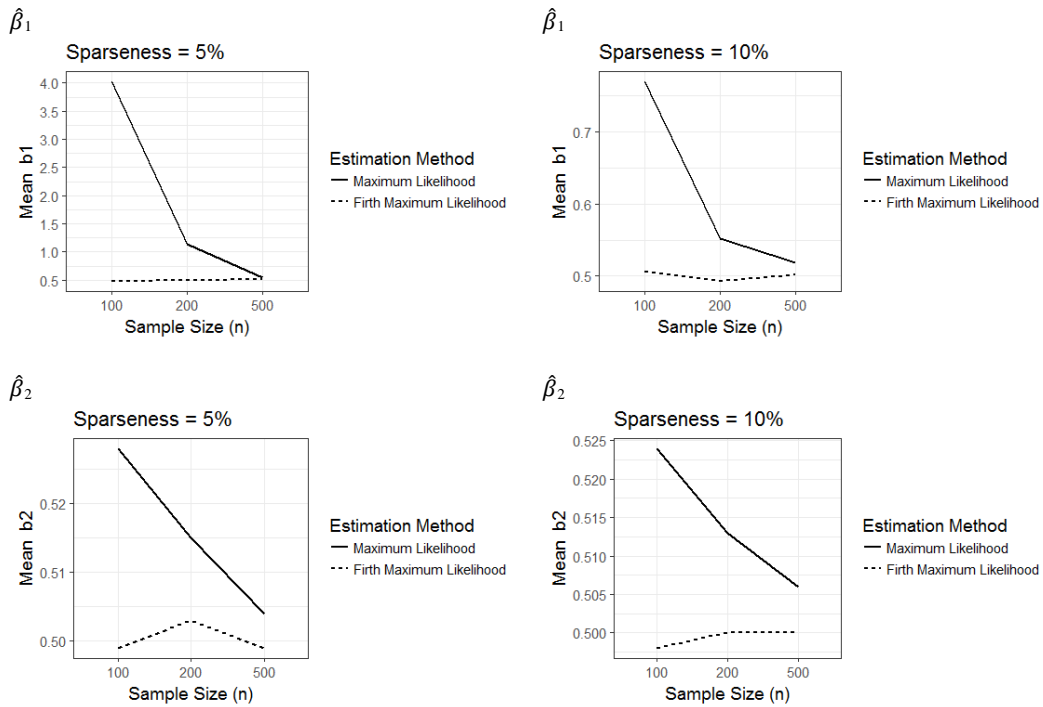 β̂₁
Sparseness = 5%
Mean b1
4.0
3.5
3.0
2.5
2.0
1.5
1.0
0.5
100 200 500
Sample Size (n)
Estimation Method
Maximum Likelihood
Firth Maximum Likelihood
β̂₁
Sparseness = 10%
Mean b1
0.7
0.6
0.5
100 200 500
Sample Size (n)
Estimation Method
Maximum Likelihood
Firth Maximum Likelihood
β̂₂
Sparseness = 5%
Mean b2
0.52
0.51
0.50
100 200 500
Sample Size (n)
Estimation Method
Maximum Likelihood
Firth Maximum Likelihood
β̂₂
Sparseness = 10%
Mean b2
0.525
0.520
0.515
0.510
0.505
0.500
100 200 500
Sample Size (n)
Estimation Method
Maximum Likelihood
Firth Maximum Likelihood